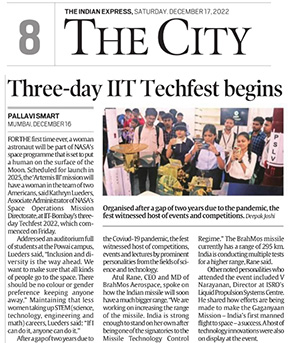 THE INDIAN EXPRESS, SATURDAY, DECEMBER 17, 2022
8 THE CITY
Three-day IIT Techfest begins
PALLAVI SMART
MUMBAI, DECEMBER 16
FOR THE first time ever, a woman
astronaut will be part of NASA's
space programme that is set to put
a human on the surface of the
Moon. Scheduled for launch in
2025, the 'Artemis III' mission will
have a woman in the team of two
Americans, said Kathryn Lueders,
Associate Administrator of NASA's
Space Operations Mission
Directorate, at IIT-Bombay's three-
day Techfest 2022, which com-
menced on Friday.
Addressed an auditorium full
of students at the Powai campus,
Lueders said, "Inclusion and di-
versity is the way ahead. We
want to make sure that all kinds
of people go to the space. There
should be no colour or gender
preference keeping anyone
away." Maintaining that less
women taking up STEM (science,
technology, engineering and
math) careers, Lueders said: "If I
can do it, anyone can do it."
After a gap of two years due to
PSLV
Organised after a gap of two years due to the pandemic, the
fest witnessed host of events and competitions. Deepak Joshi
the Coviud-19 pandemic, the fest
witnessed host of competitions,
events and lectures by prominent
personalities from the fields of sci-
ence and technology.
Atul Rane, CEO and MD of
BrahMos Aerospace, spoke on
how the Indian missile will soon
have a much bigger range. "We are
working on increasing the range
of the missile. India is strong
enough to stand on her own after
being one of the signatories to the
Missile Technology Control
Regime." The BrahMos missile
currently has a range of 295 km.
India is conducting multiple tests
for a higher range, Rane said.
Other noted personalities who
attended the event included V
Narayanan, Director at ISRO's
Liquid Propulsion Systems Centre.
He shared how efforts are being
made to make the Gaganyaan
Mission – India's first manned
flight to space – a success. A host of
technology innovations were also
on display at the event.